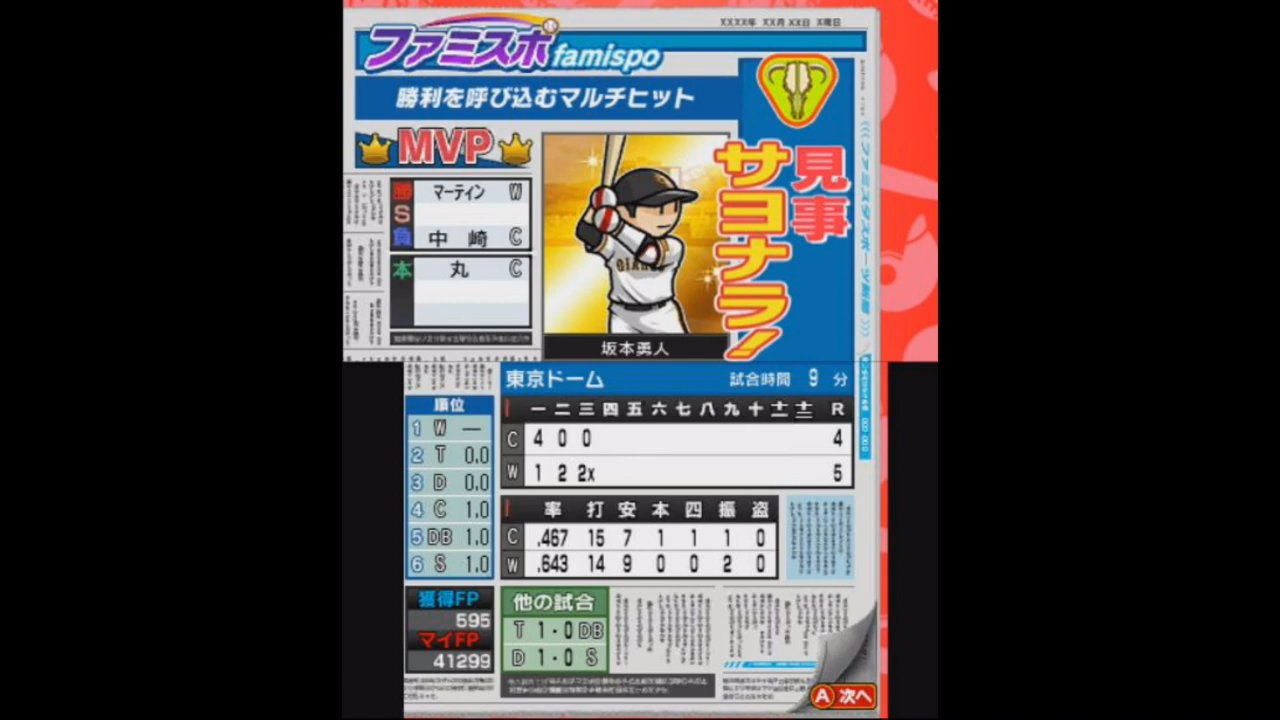 XXXX年 XX月 XX日 X曜日
ファミスポ famispo
勝利を呼び込むマルチヒット
見事
サヨナラ!
MVP
勝 マーティン W
S
負 中崎 C
本 丸 C
GIANTS
坂本勇人
東京ドーム 試合時間 9 分
一 二 三 四 五 六 七 八 九 十 十一 十二 R
C 4 0 0 4
W 1 2 2x 5
順位
1 W —
2 T 0.0
3 D 0.0
4 C 1.0
5 DB 1.0
6 S 1.0
率 打 安 本 四 振 盗
C .467 15 7 1 1 1 0
W .643 14 9 0 0 2 0
獲得FP
595
マイFP
41299
他の試合
T 1-0 DB
D 1-0 S
A 次へ